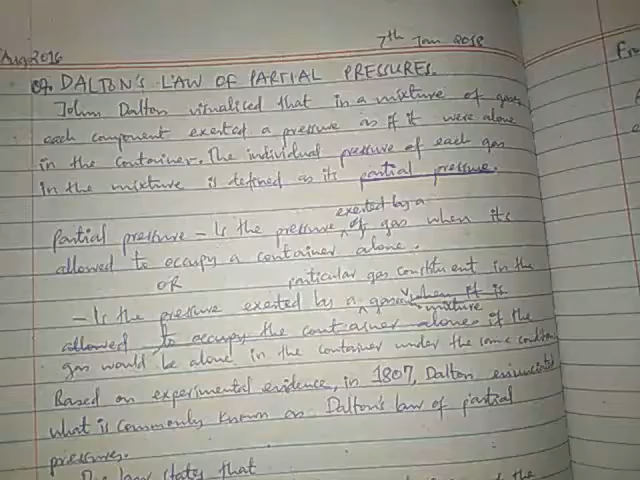 Aug 2016
7th Jan 2018
07. DALTON'S LAW OF PARTIAL PRESSURES.
John Dalton visualised that in a mixture of gases
each component exerted a pressure as if it were alone
in the container. The individual pressure of each gas
in the mixture is defined as its partial pressure.
exerted by a
Partial pressure - Is the pressure of gas when its
allowed to occupy a container alone.
OR particular gas constituent in the
- Is the pressure exerted by a gas when it is
mixture
allowed to occupy the container alone if the
gas would be alone in the container under the same conditions
Based on experimental evidence, in 1807, Dalton enunciated
what is commonly known as Dalton's law of partial
pressures.
The law states that
the